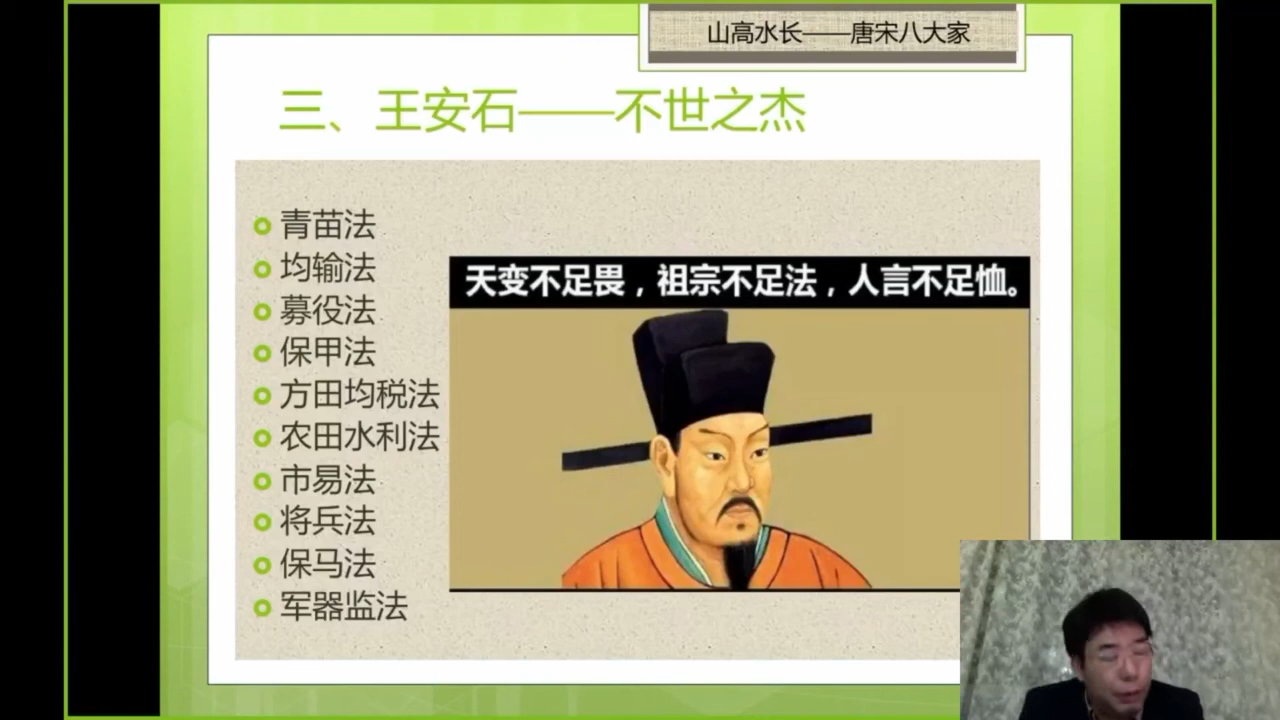 山高水长——唐宋八大家
三、王安石——不世之杰
青苗法
均输法
募役法
保甲法
方田均税法
农田水利法
市易法
将兵法
保马法
军器监法
天变不足畏，祖宗不足法，人言不足恤。